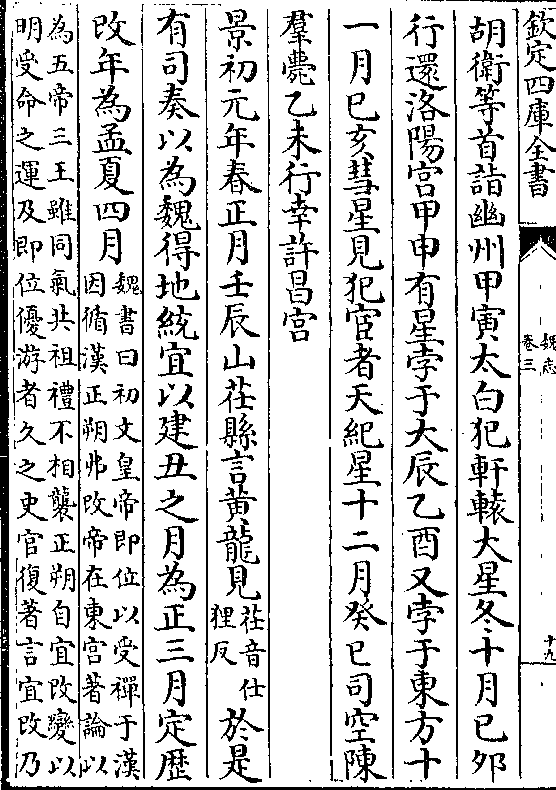 欽定四庫全書
魏志
卷三
十九
胡衛等首詣幽州甲寅太白犯軒轅大星冬十月己夘
行還洛陽宫甲申有星孛于大辰乙酉又孛于東方十
一月己亥彗星見犯宦者天紀星十二月癸巳司空陳
羣薨乙未行幸許昌宫
景初元年春正月壬辰山茌縣言黄龍見茌音仕
狸反於是
有司奏以為魏得地統宜以建丑之月為正三月定歴
改年為孟夏四月魏書曰初文皇帝即位以受禪于漢
因循漢正朔弗改帝在東宫著論以
為五帝三王雖同氣共祖禮不相襲正朔自宜改變以
明受命之運及即位優游者久之史官復著言宜改乃